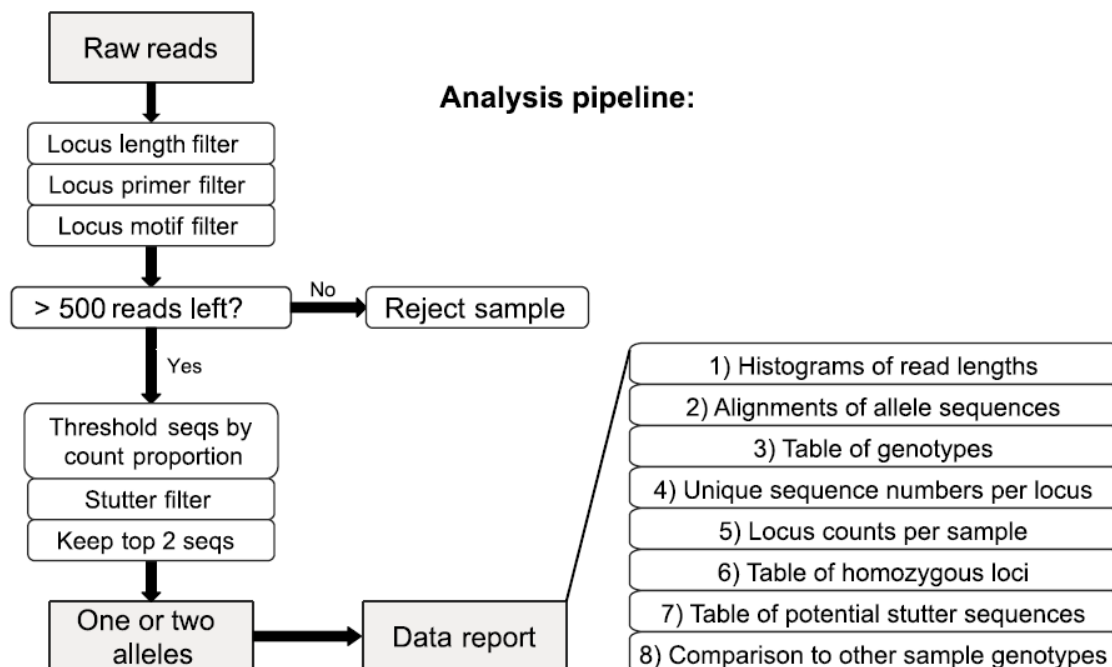 Raw reads
Analysis pipeline:
Locus length filter
Locus primer filter
Locus motif filter
> 500 reads left?
No
Reject sample
Yes
Threshold seqs by
count proportion
Stutter filter
Keep top 2 seqs
One or two
alleles
Data report
1) Histograms of read lengths
2) Alignments of allele sequences
3) Table of genotypes
4) Unique sequence numbers per locus
5) Locus counts per sample
6) Table of homozygous loci
7) Table of potential stutter sequences
8) Comparison to other sample genotypes